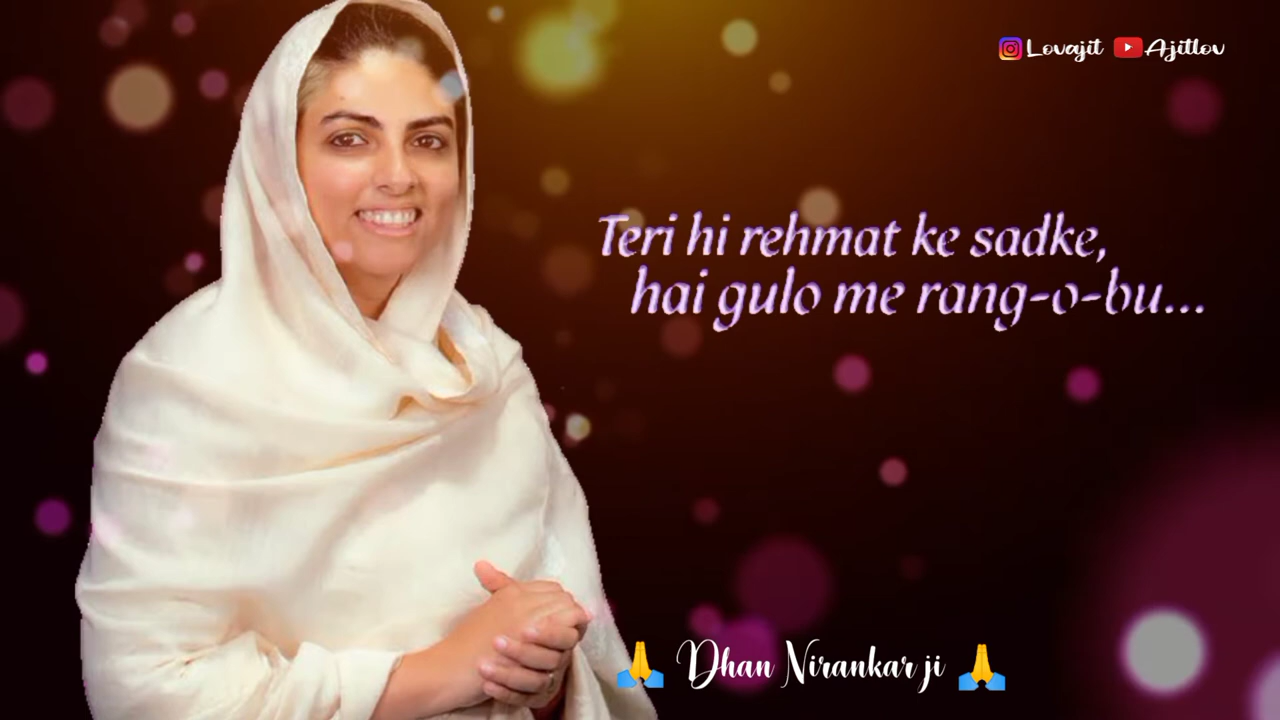 Lovajit Ajitlov
Teri hi rehmat ke sadke,
hai gulo me rang-o-bu...
🙏 Dhan Nirankar ji 🙏